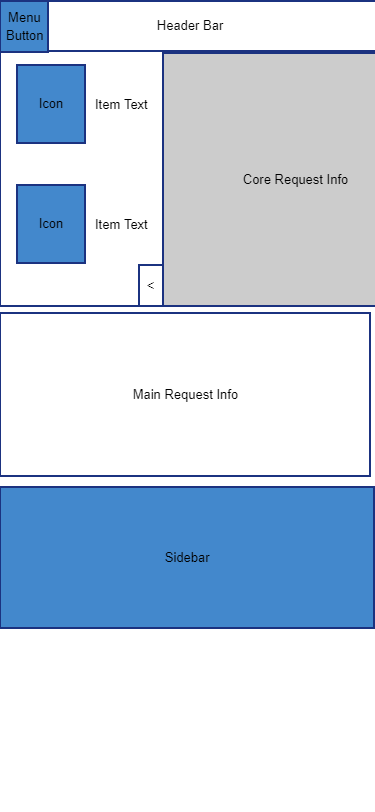 Menu
Button
Header Bar
Icon
Item Text
Core Request Info
Icon
Item Text
<
Main Request Info
Sidebar